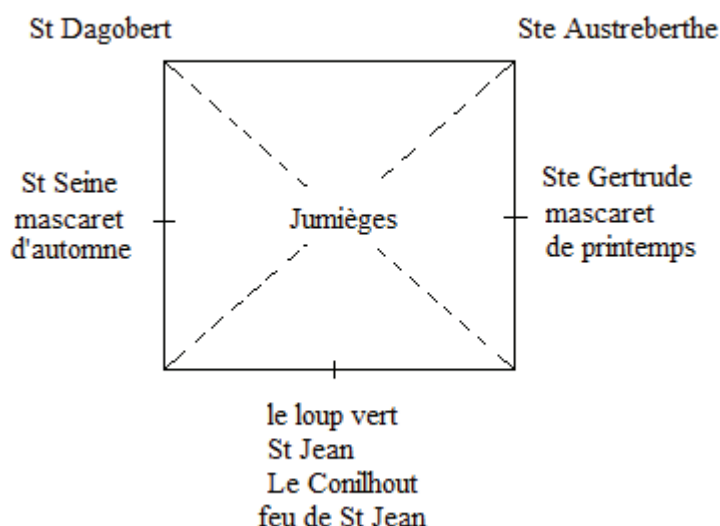 St Dagobert
Ste Austreberthe
St Seine
mascaret
d'automne
Jumièges
Ste Gertrude
mascaret
de printemps
le loup vert
St Jean
Le Conilhout
feu de St Jean